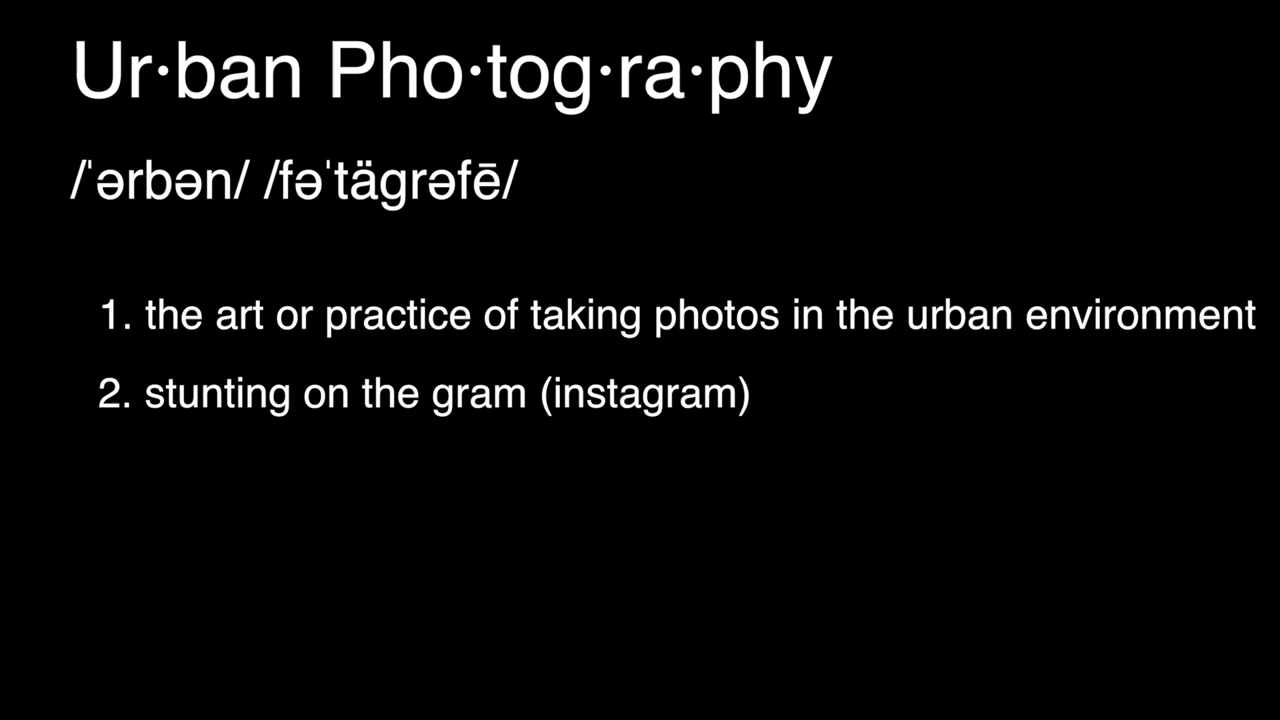 Ur·ban Pho·tog·ra·phy
/ˈərbən/ /fəˈtägrəfē/
1. the art or practice of taking photos in the urban environment
2. stunting on the gram (instagram)